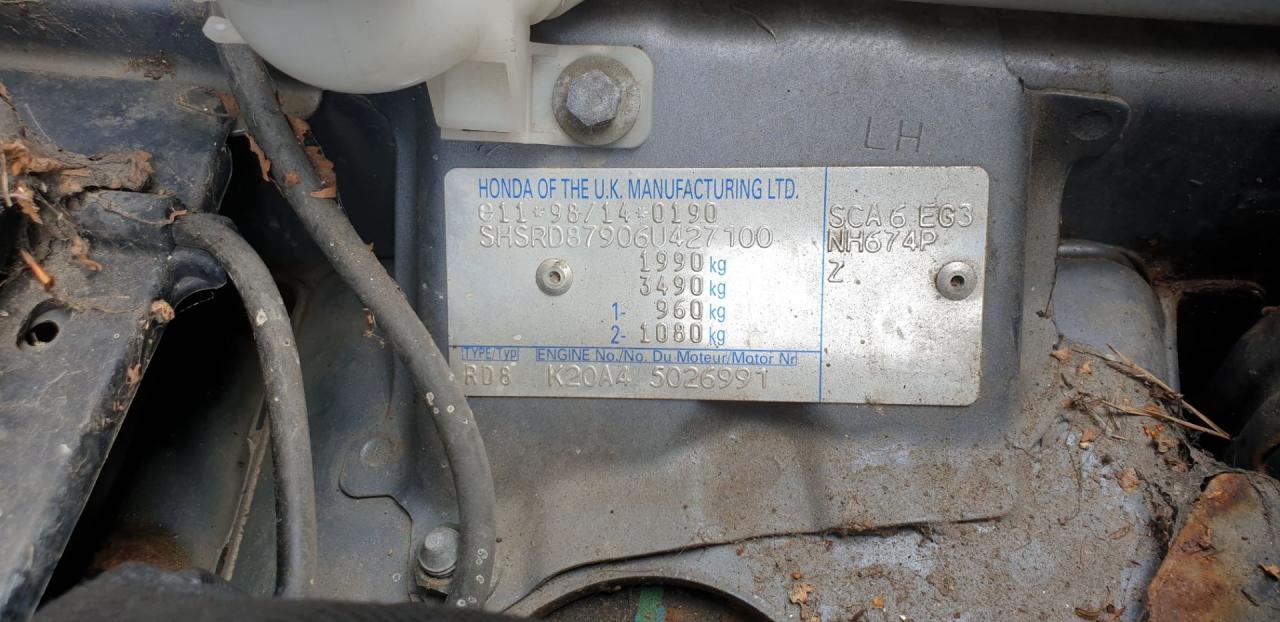 LH
HONDA OF THE U.K. MANUFACTURING LTD.
e11*98/14*0190
SHSRD87906U427100
1990 kg
3490 kg
1- 960 kg
2- 1080 kg
TYPE/Typ ENGINE No./No. Du Moteur/Motor Nr
RD8 K20A4 5026991
SCA6 EG3
NH674P
Z